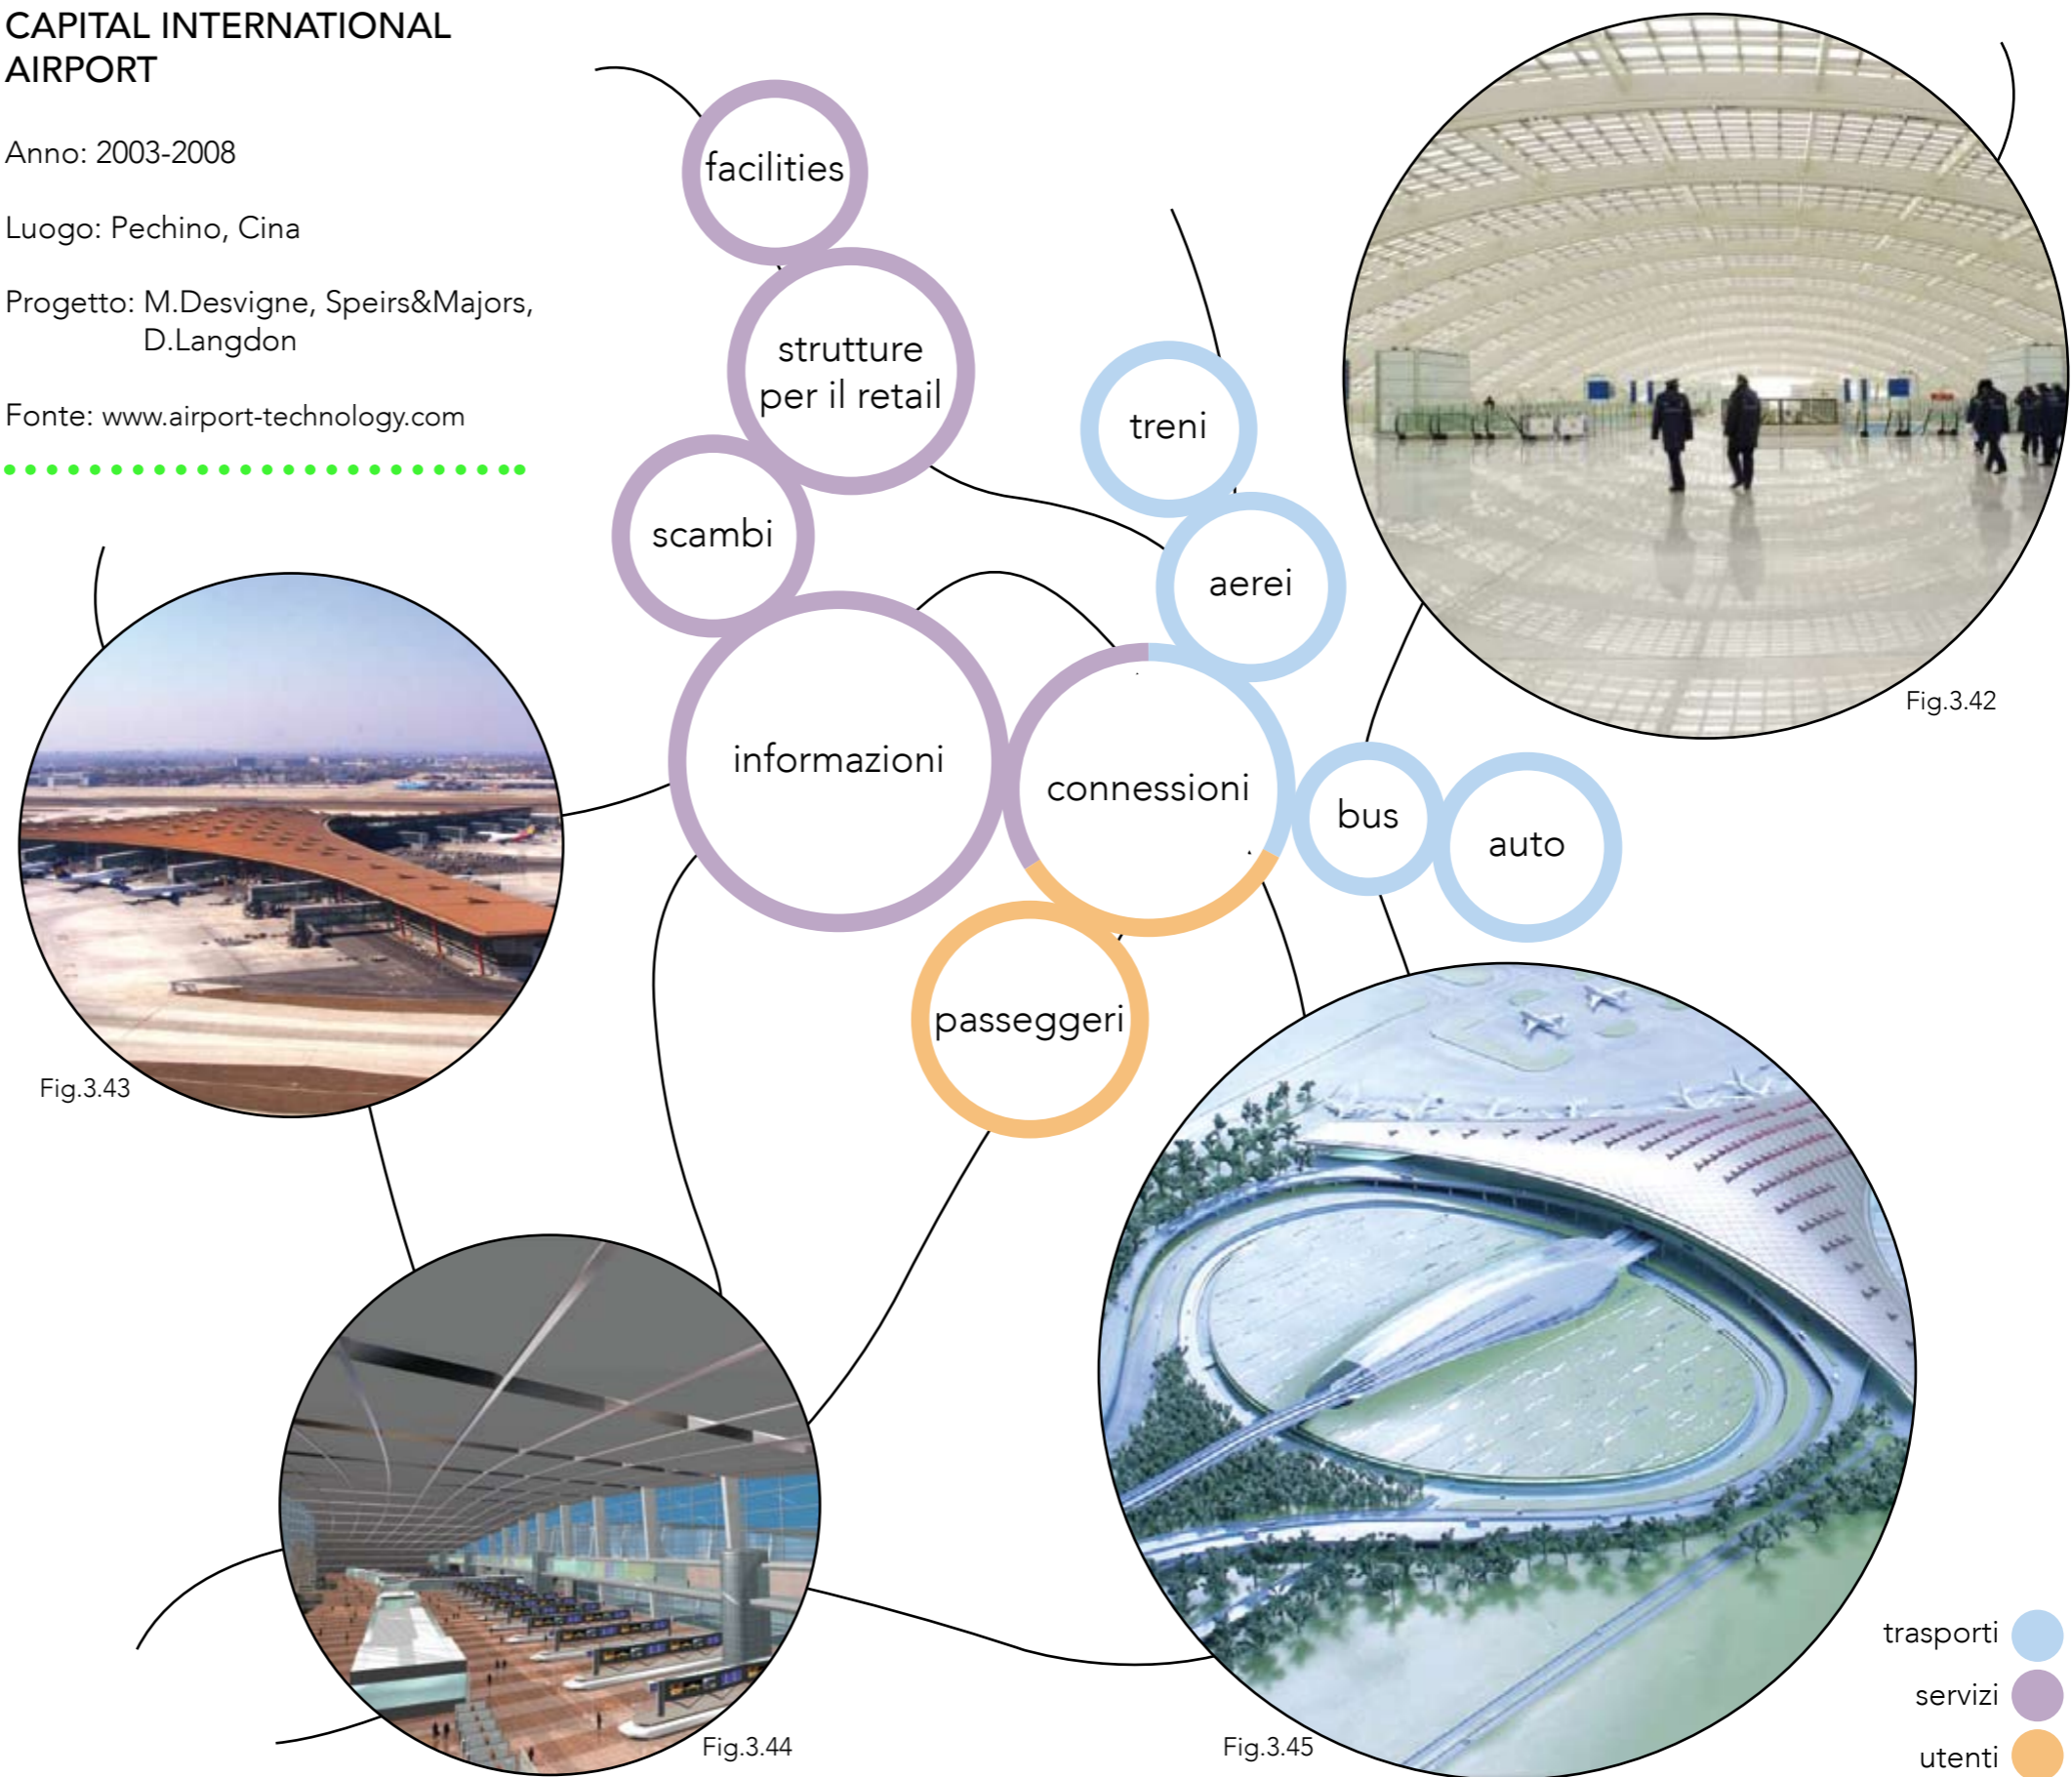 CAPITAL INTERNATIONAL
AIRPORT
Anno: 2003-2008
Luogo: Pechino, Cina
Progetto: M.Desvigne, Speirs&Majors,
D.Langdon
Fonte: www.airport-technology.com
facilities
strutture
per il retail
scambi
informazioni
connessioni
treni
aerei
bus
auto
passeggeri
Fig.3.42
Fig.3.43
Fig.3.44
Fig.3.45
trasporti
servizi
utenti